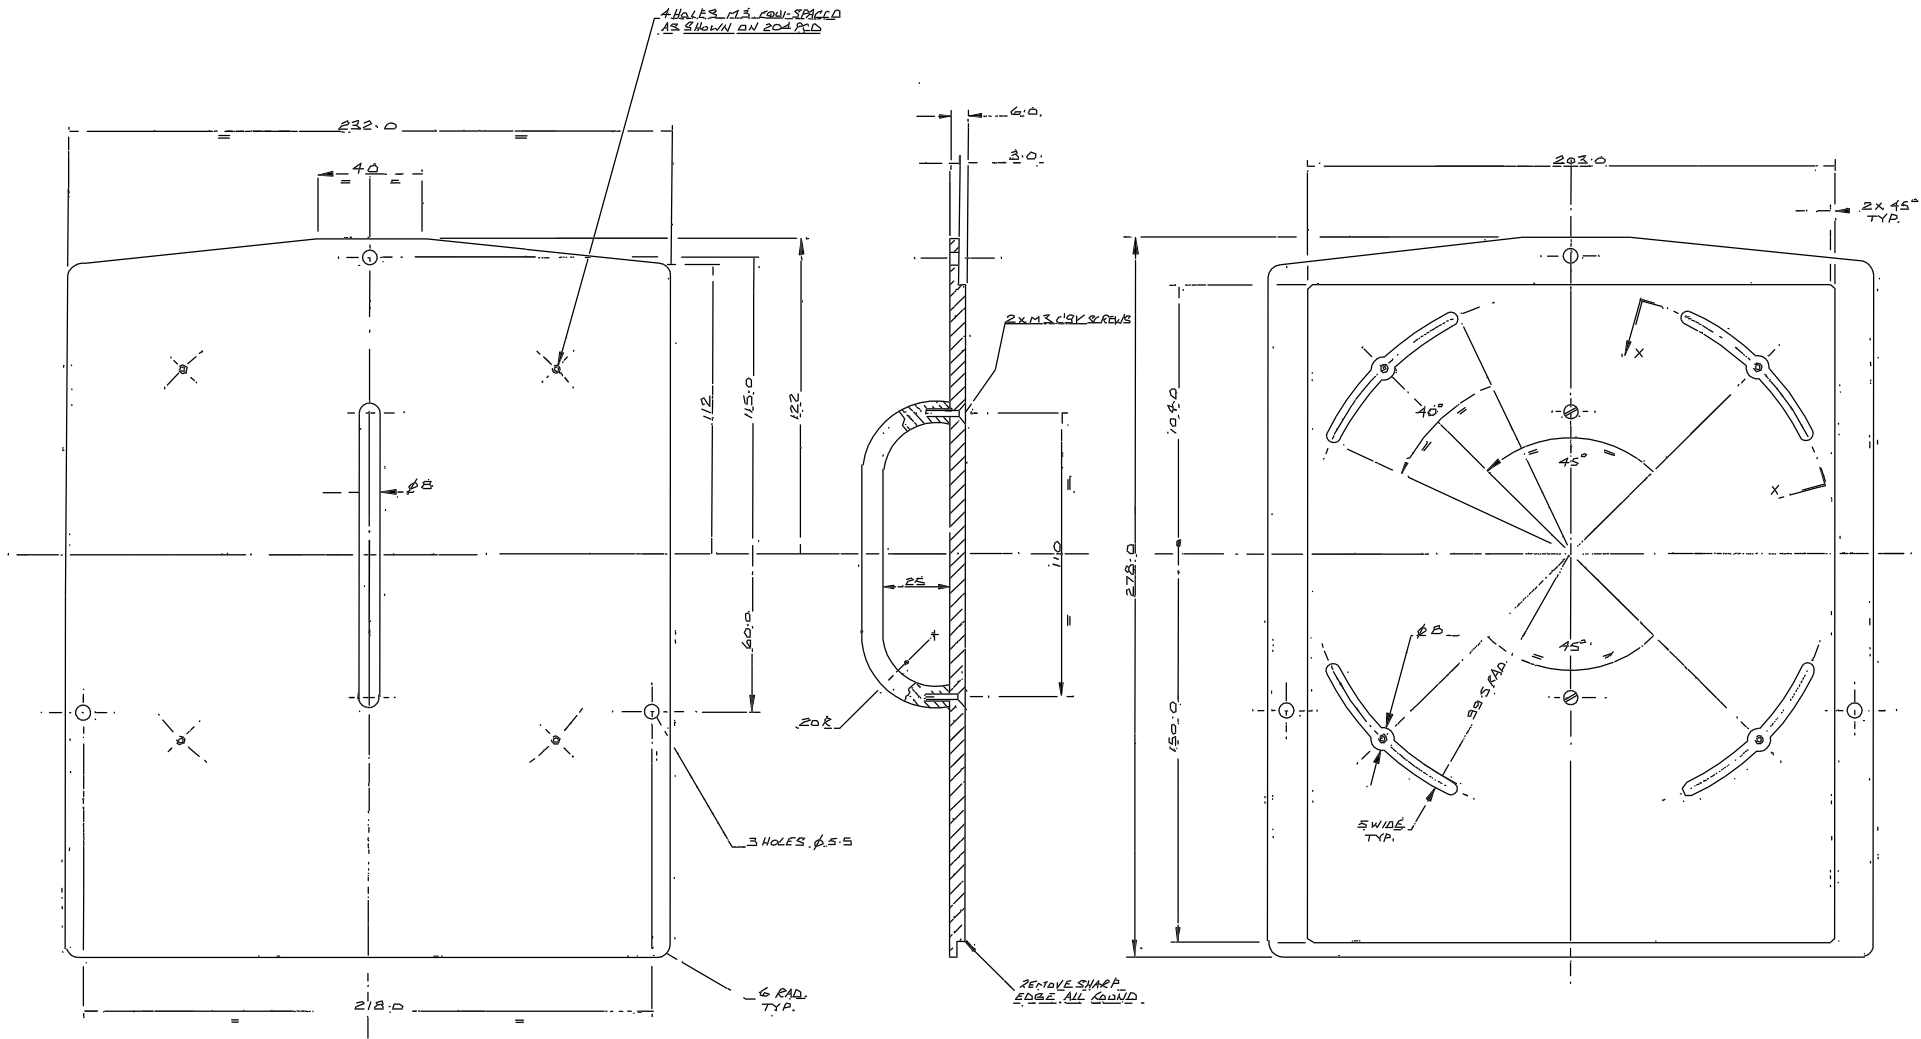 4 HOLES M3 EQUI-SPACED
AS SHOWN ON 204 PCD
232.0
= =
40
= =
6.0.
3.0.
203.0
2 X 45°
TYP.
2 x M3 C'SK SCREWS
112
115.0
122
104.0
40°
45°
X
X
Ø8
110
278.0
25
60.0
Ø8
45°
99.5 RAD.
20R
150.0
3 HOLES Ø5.5
5 WIDE
TYP.
REMOVE SHARP
EDGE ALL ROUND
6 RAD.
TYP.
218.0
= =